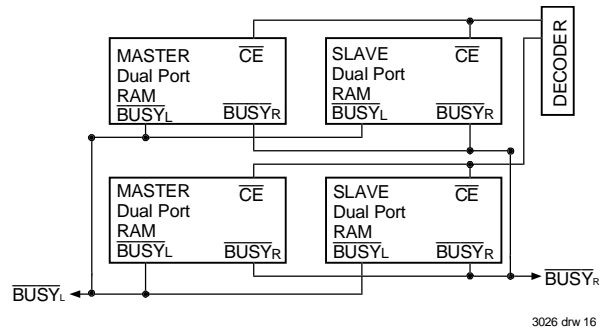 MASTER
Dual Port
RAM
BUSYL
CE
BUSYR
SLAVE
Dual Port
RAM
BUSYL
CE
BUSYR
DECODER
MASTER
Dual Port
RAM
BUSYL
CE
BUSYR
SLAVE
Dual Port
RAM
BUSYL
CE
BUSYR
BUSYL
BUSYR
3026 drw 16